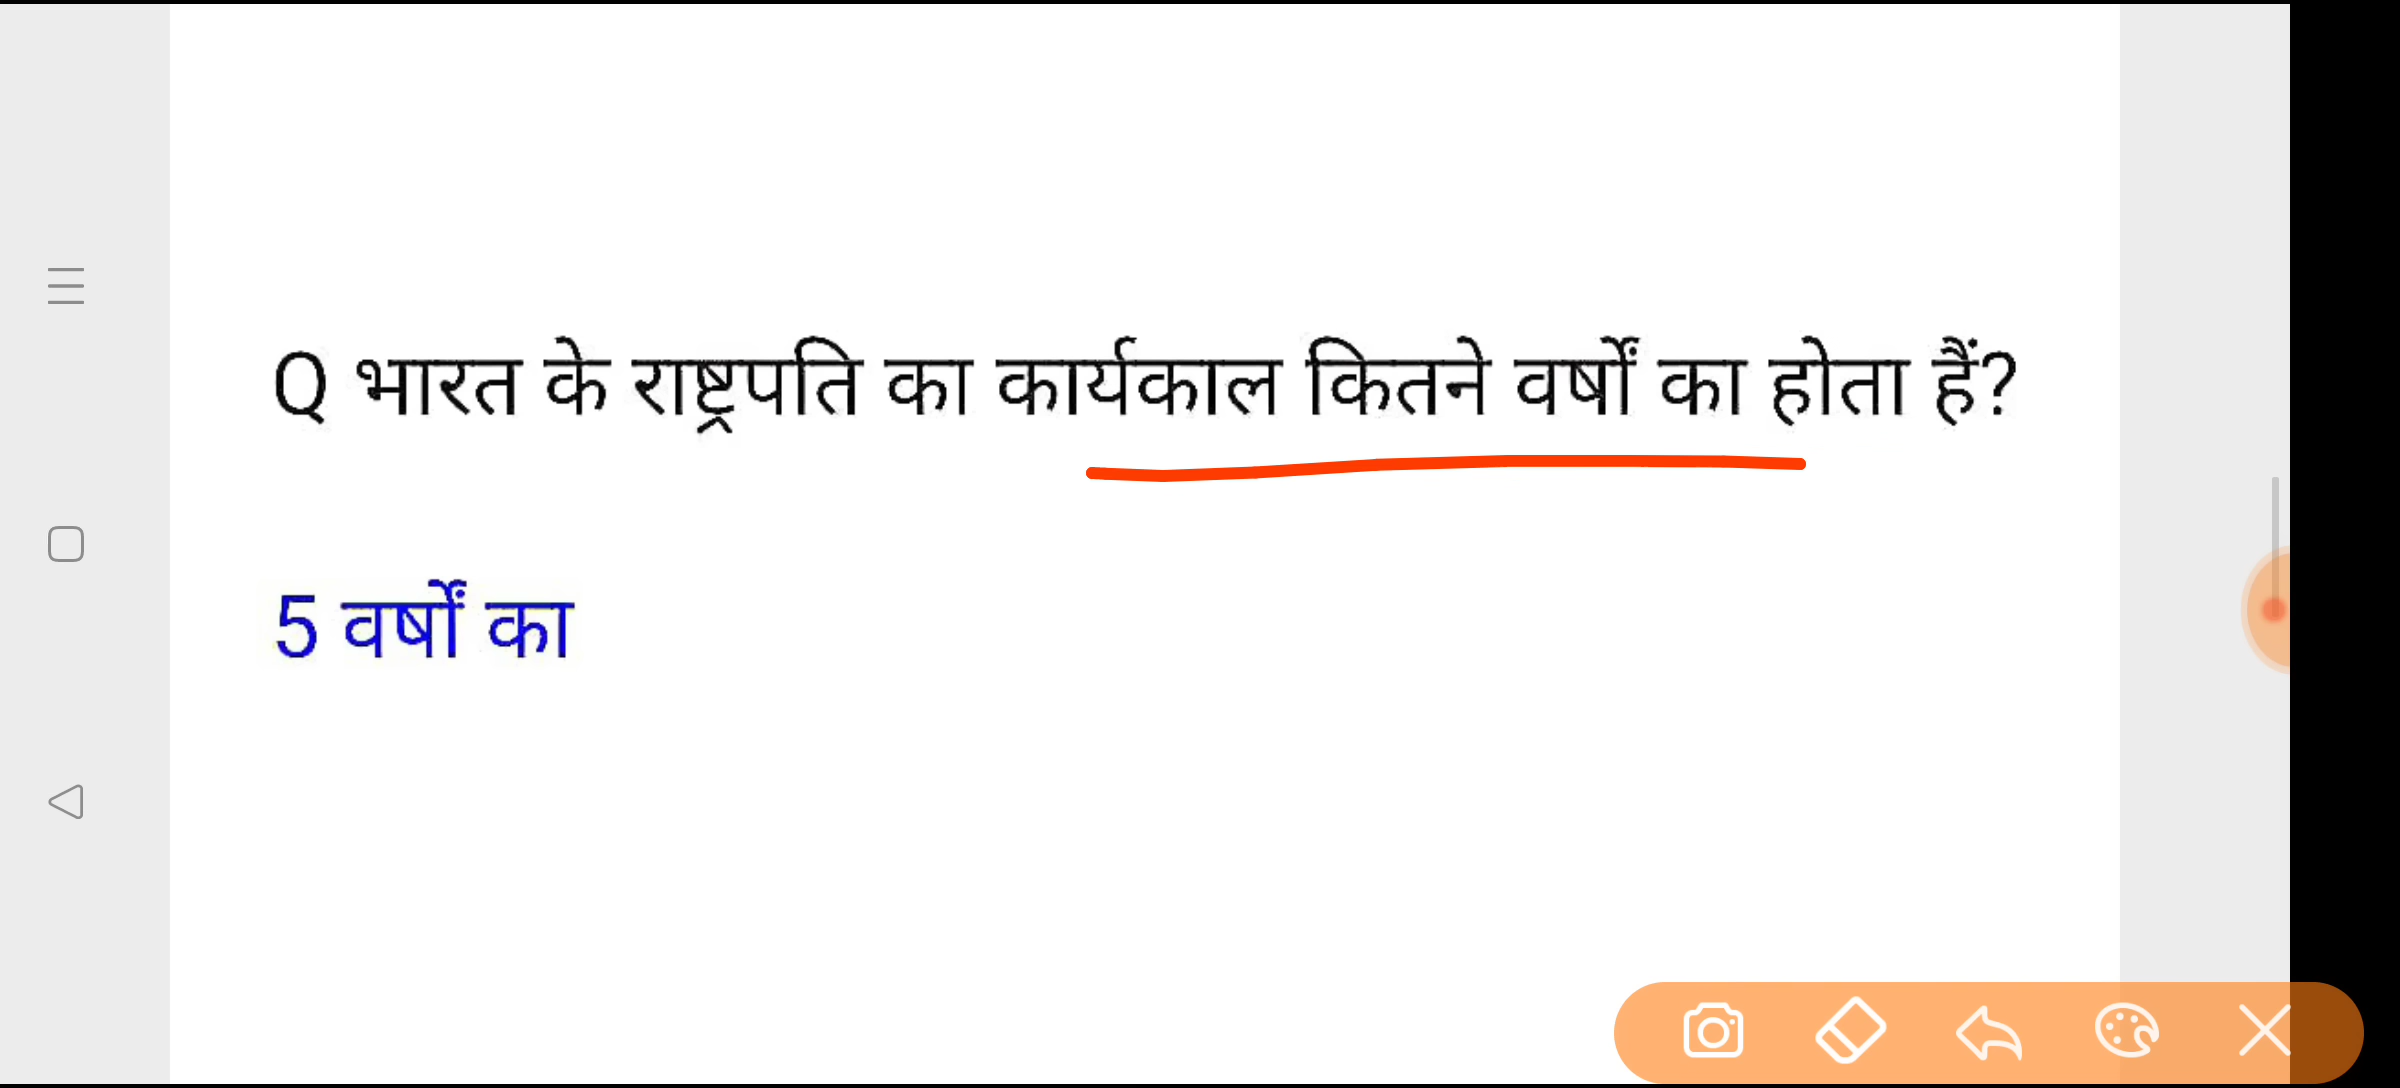 Q भारत के राष्ट्रपति का कार्यकाल कितने वर्षों का होता हैं?
5 वर्षों का